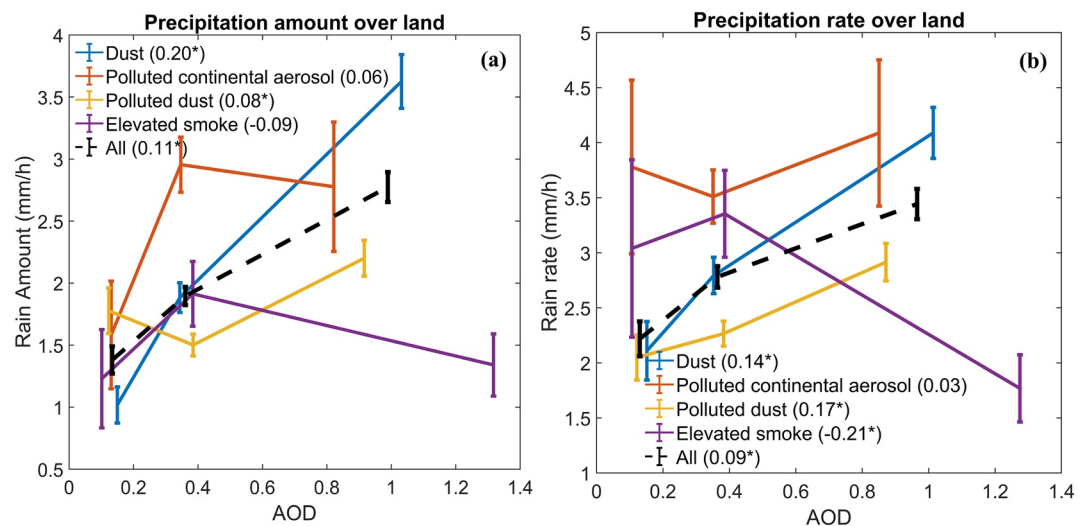 Precipitation amount over land
(a)
Dust (0.20*)
Polluted continental aerosol (0.06)
Polluted dust (0.08*)
Elevated smoke (-0.09)
All (0.11*)
Rain Amount (mm/h)
4
3.5
3
2.5
2
1.5
1
0.5
0 0.2 0.4 0.6 0.8 1 1.2 1.4
AOD
Precipitation rate over land
(b)
Rain rate (mm/h)
5
4.5
4
3.5
3
2.5
2
1.5
1
Dust (0.14*)
Polluted continental aerosol (0.03)
Polluted dust (0.17*)
Elevated smoke (-0.21*)
All (0.09*)
0 0.2 0.4 0.6 0.8 1 1.2 1.4
AOD